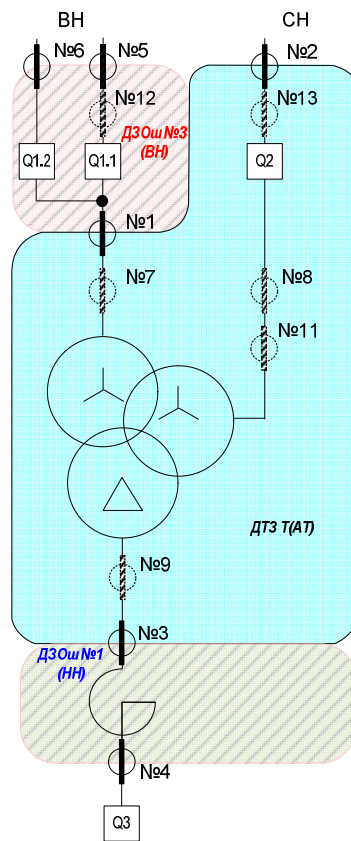 ВН
СН
№6
№5
№2
№12
№13
ДЗОш №3
(ВН)
Q1.2
Q1.1
Q2
№1
№7
№8
№11
ДТЗ Т(АТ)
№9
№3
ДЗОш №1
(НН)
№4
Q3